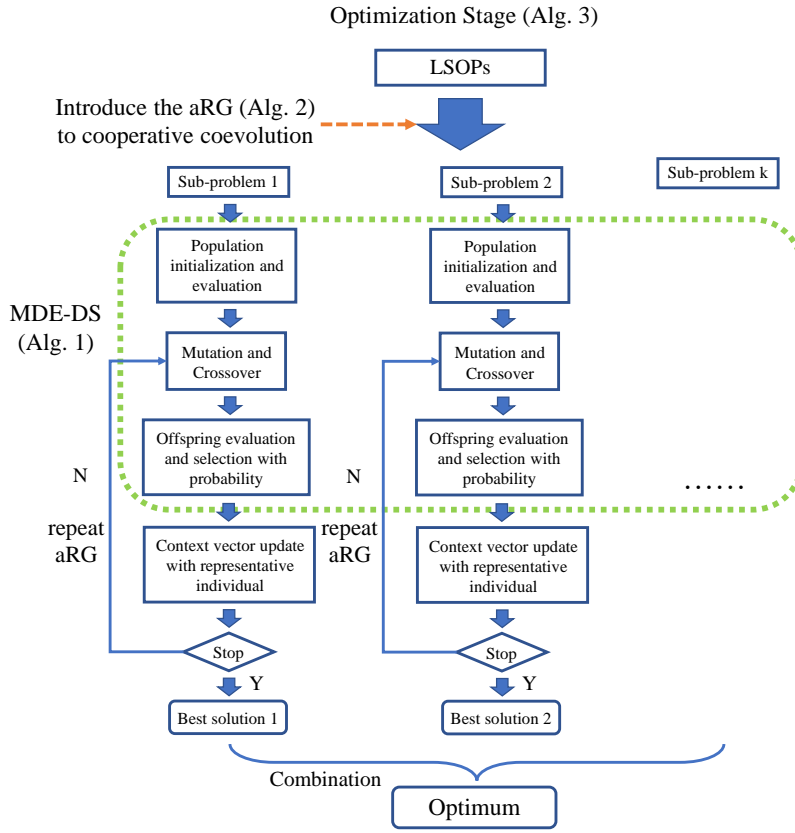 Optimization Stage (Alg. 3)
LSOPs
Introduce the aRG (Alg. 2)
to cooperative coevolution
Sub-problem 1
Sub-problem 2
Sub-problem k
Population
initialization and
evaluation
Population
initialization and
evaluation
MDE-DS
(Alg. 1)
Mutation and
Crossover
Mutation and
Crossover
Offspring evaluation
and selection with
probability
Offspring evaluation
and selection with
probability
N
N
......
repeat
aRG
repeat
aRG
Context vector update
with representative
individual
Context vector update
with representative
individual
Stop
Stop
Y
Y
Best solution 1
Best solution 2
Combination
Optimum